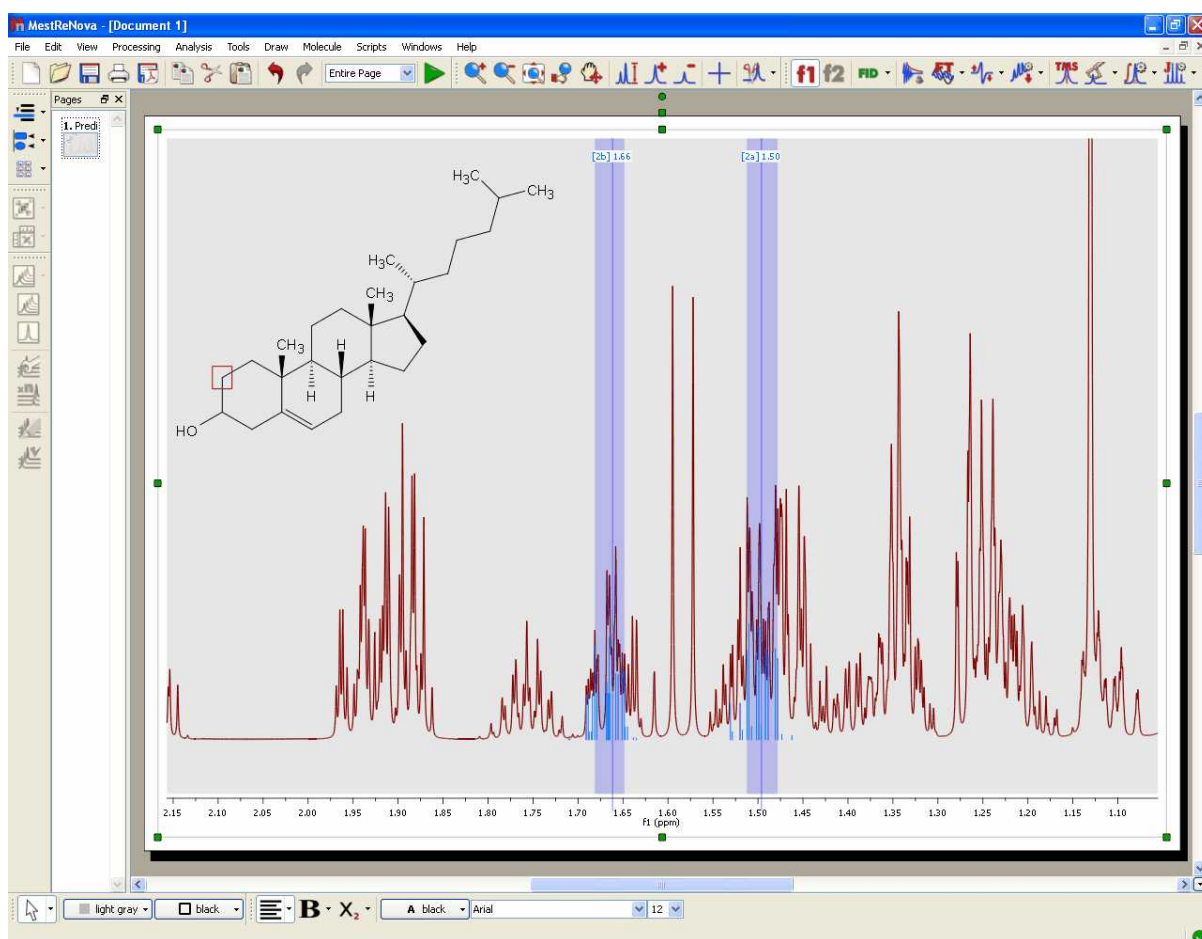 MestReNova - [Document 1]
File Edit View Processing Analysis Tools Draw Molecule Scripts Windows Help
Entire Page f1 f2 FID TMS
Pages
1. Predi
[2b] 1.66 [2a] 1.50
H3C
CH3
H3C
CH3
CH3 H
H H
HO
2.15 2.10 2.05 2.00 1.95 1.90 1.85 1.80 1.75 1.70 1.65 1.60 1.55 1.50 1.45 1.40 1.35 1.30 1.25 1.20 1.15 1.10
f1 (ppm)
light gray black B X2 A black Arial 12